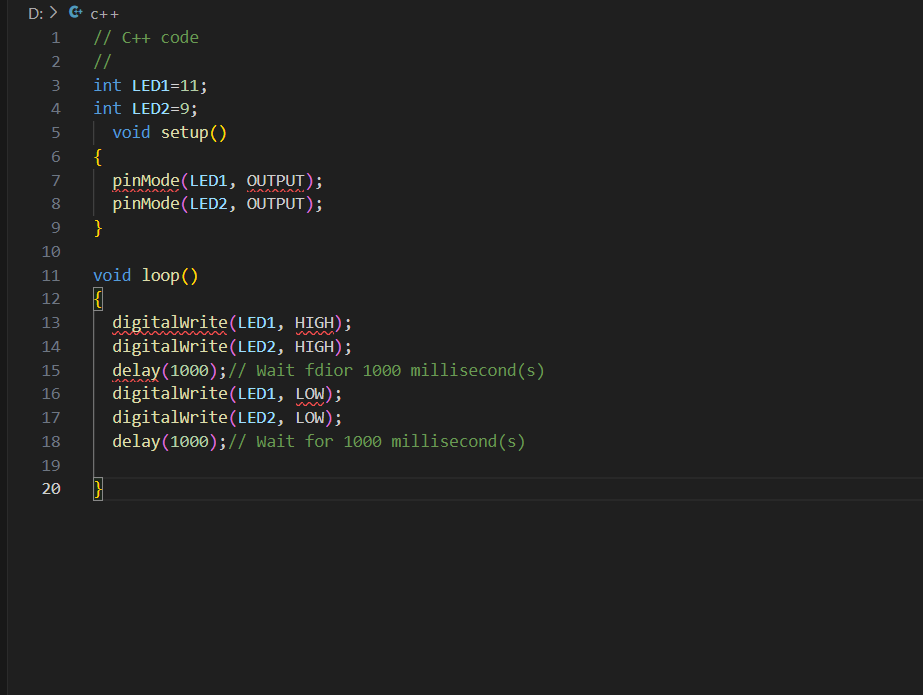 D: > c++
1 // C++ code
2 //
3 int LED1=11;
4 int LED2=9;
5   void setup()
6 {
7   pinMode(LED1, OUTPUT);
8   pinMode(LED2, OUTPUT);
9 }
10
11 void loop()
12 {
13   digitalWrite(LED1, HIGH);
14   digitalWrite(LED2, HIGH);
15   delay(1000);// Wait fdior 1000 millisecond(s)
16   digitalWrite(LED1, LOW);
17   digitalWrite(LED2, LOW);
18   delay(1000);// Wait for 1000 millisecond(s)
19
20 }